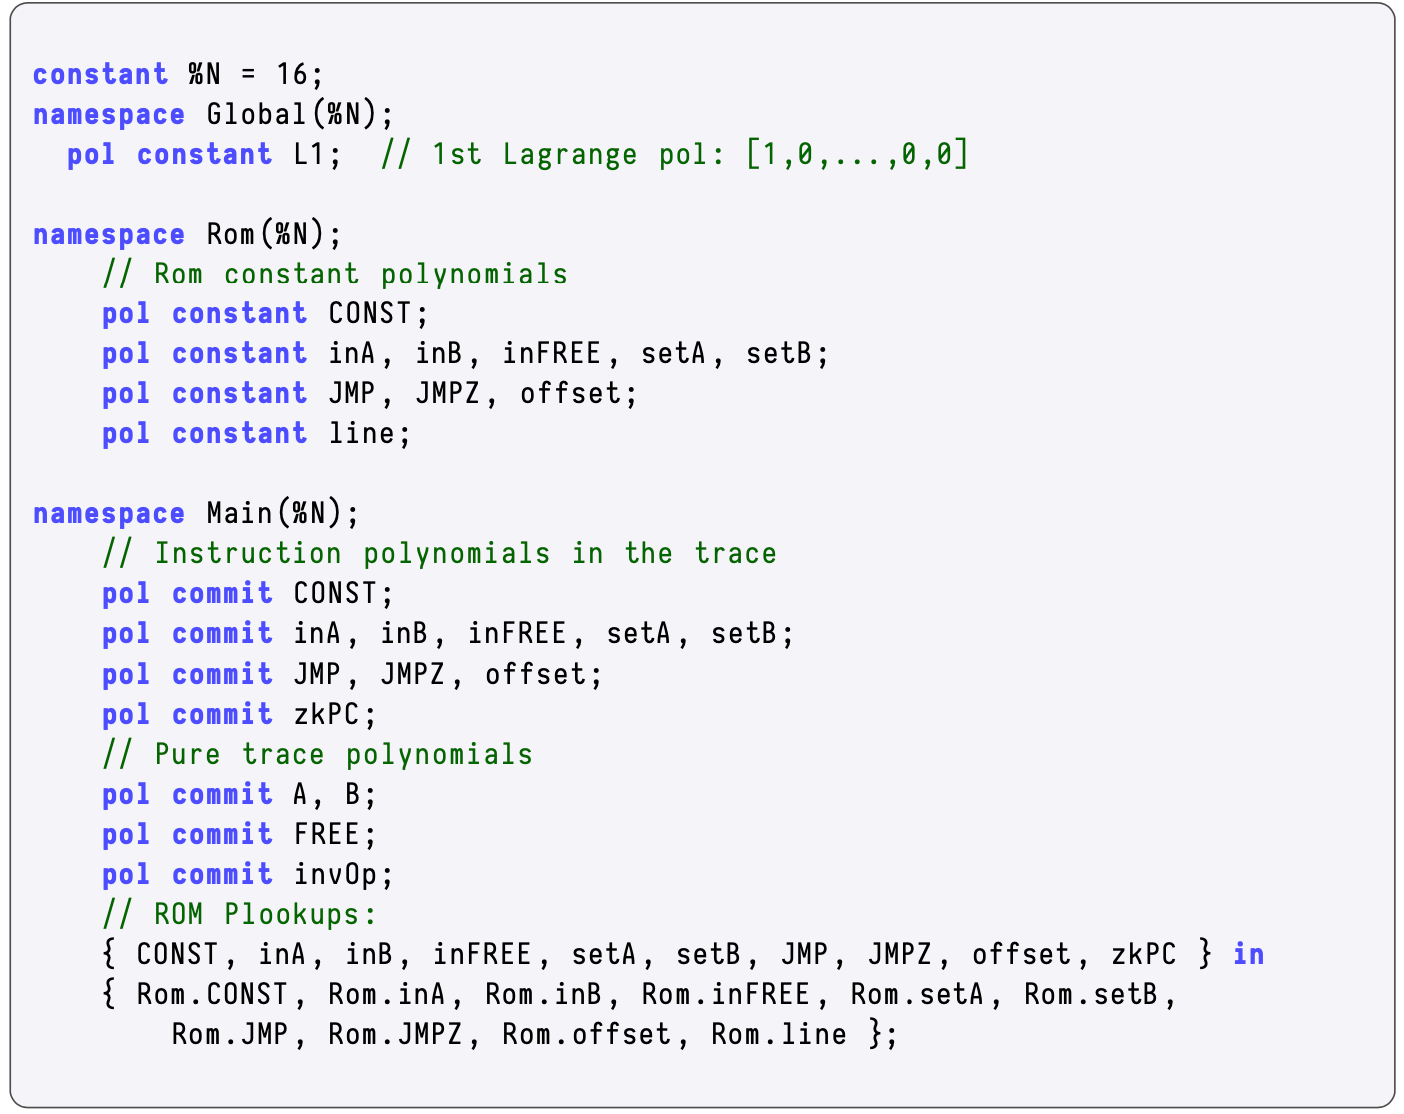 constant %N = 16;
namespace Global(%N);
pol constant L1; // 1st Lagrange pol: [1,0,...,0,0]
namespace Rom(%N);
// Rom constant polynomials
pol constant CONST;
pol constant inA, inB, inFREE, setA, setB;
pol constant JMP, JMPZ, offset;
pol constant line;
namespace Main(%N);
// Instruction polynomials in the trace
pol commit CONST;
pol commit inA, inB, inFREE, setA, setB;
pol commit JMP, JMPZ, offset;
pol commit zkPC;
// Pure trace polynomials
pol commit A, B;
pol commit FREE;
pol commit invOp;
// ROM Plookups:
{ CONST, inA, inB, inFREE, setA, setB, JMP, JMPZ, offset, zkPC } in
{ Rom.CONST, Rom.inA, Rom.inB, Rom.inFREE, Rom.setA, Rom.setB,
Rom.JMP, Rom.JMPZ, Rom.offset, Rom.line };